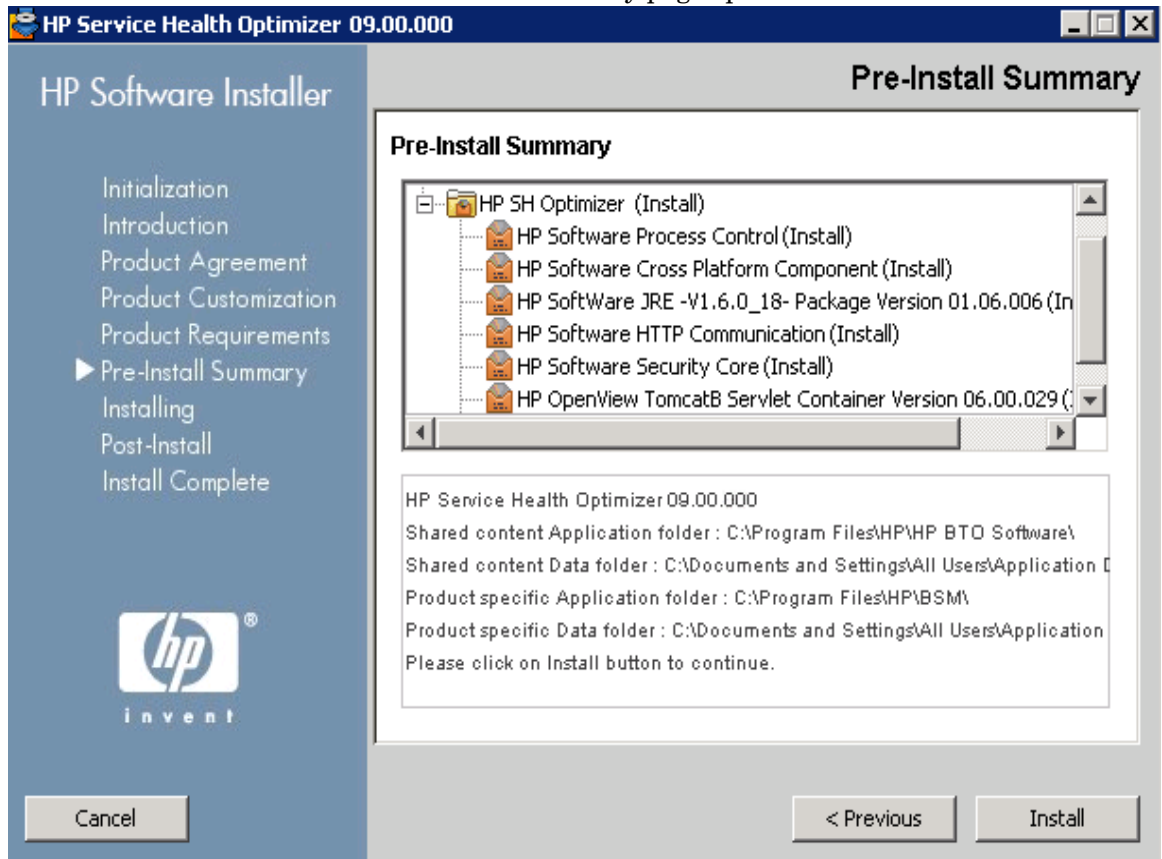 HP Service Health Optimizer 09.00.000
HP Software Installer
Initialization
Introduction
Product Agreement
Product Customization
Product Requirements
Pre-Install Summary
Installing
Post-Install
Install Complete
hp
®
invent
Pre-Install Summary
Pre-Install Summary
HP SH Optimizer (Install)
HP Software Process Control (Install)
HP Software Cross Platform Component (Install)
HP SoftWare JRE -V1.6.0_18- Package Version 01.06.006 (In
HP Software HTTP Communication (Install)
HP Software Security Core (Install)
HP OpenView TomcatB Servlet Container Version 06.00.029 (
HP Service Health Optimizer 09.00.000
Shared content Application folder : C:\Program Files\HP\HP BTO Software\
Shared content Data folder : C:\Documents and Settings\All Users\Application D
Product specific Application folder : C:\Program Files\HP\BSM\
Product specific Data folder : C:\Documents and Settings\All Users\Application
Please click on Install button to continue.
Cancel
< Previous
Install